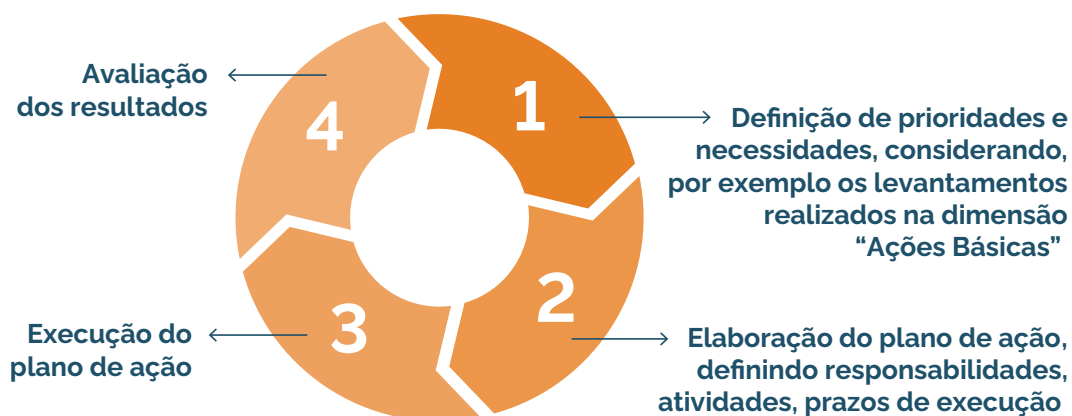 1
Definição de prioridades e
necessidades, considerando,
por exemplo os levantamentos
realizados na dimensão
“Ações Básicas”
2
Elaboração do plano de ação,
definindo responsabilidades,
atividades, prazos de execução
3
Execução do
plano de ação
4
Avaliação
dos resultados